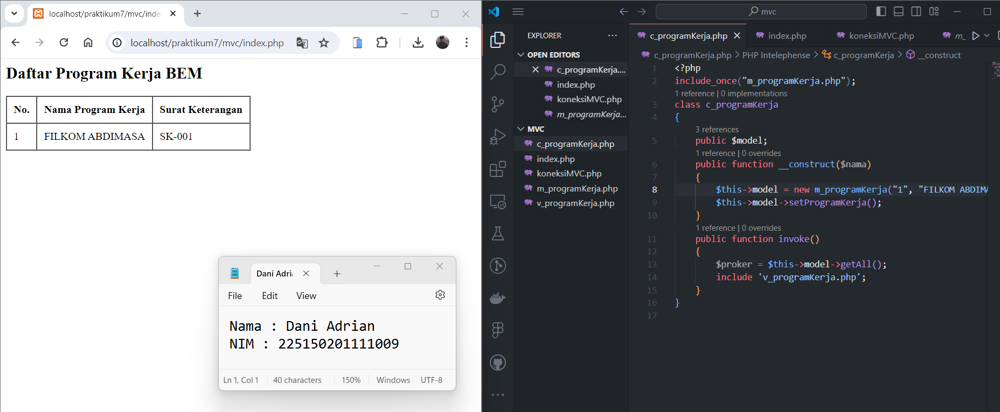 localhost/praktikum7/mvc/inde
localhost/praktikum7/mvc/index.php
Daftar Program Kerja BEM
No. Nama Program Kerja Surat Keterangan
1 FILKOM ABDIMASA SK-001
Dani Adria
File Edit View
Nama : Dani Adrian
NIM : 225150201111009
Ln 1, Col 1 40 characters 150% Windows UTF-8
mvc
EXPLORER
OPEN EDITORS
c_programKerja....
index.php
koneksiMVC.php
m_programKerja...
MVC
c_programKerja.php
index.php
koneksiMVC.php
m_programKerja.php
v_programKerja.php
c_programKerja.php index.php koneksiMVC.php m_
c_programKerja.php > PHP Intelephense > c_programKerja > __construct
1 <?php
2 include_once("m_programKerja.php");
1 reference | 0 implementations
3 class c_programKerja
4 {
3 references
5 public $model;
1 reference | 0 overrides
6 public function __construct($nama)
7 {
8 $this->model = new m_programKerja("1", "FILKOM ABDIMA
9 $this->model->setProgramKerja();
10 }
1 reference | 0 overrides
11 public function invoke()
12 {
13 $proker = $this->model->getAll();
14 include 'v_programKerja.php';
15 }
16 }
17